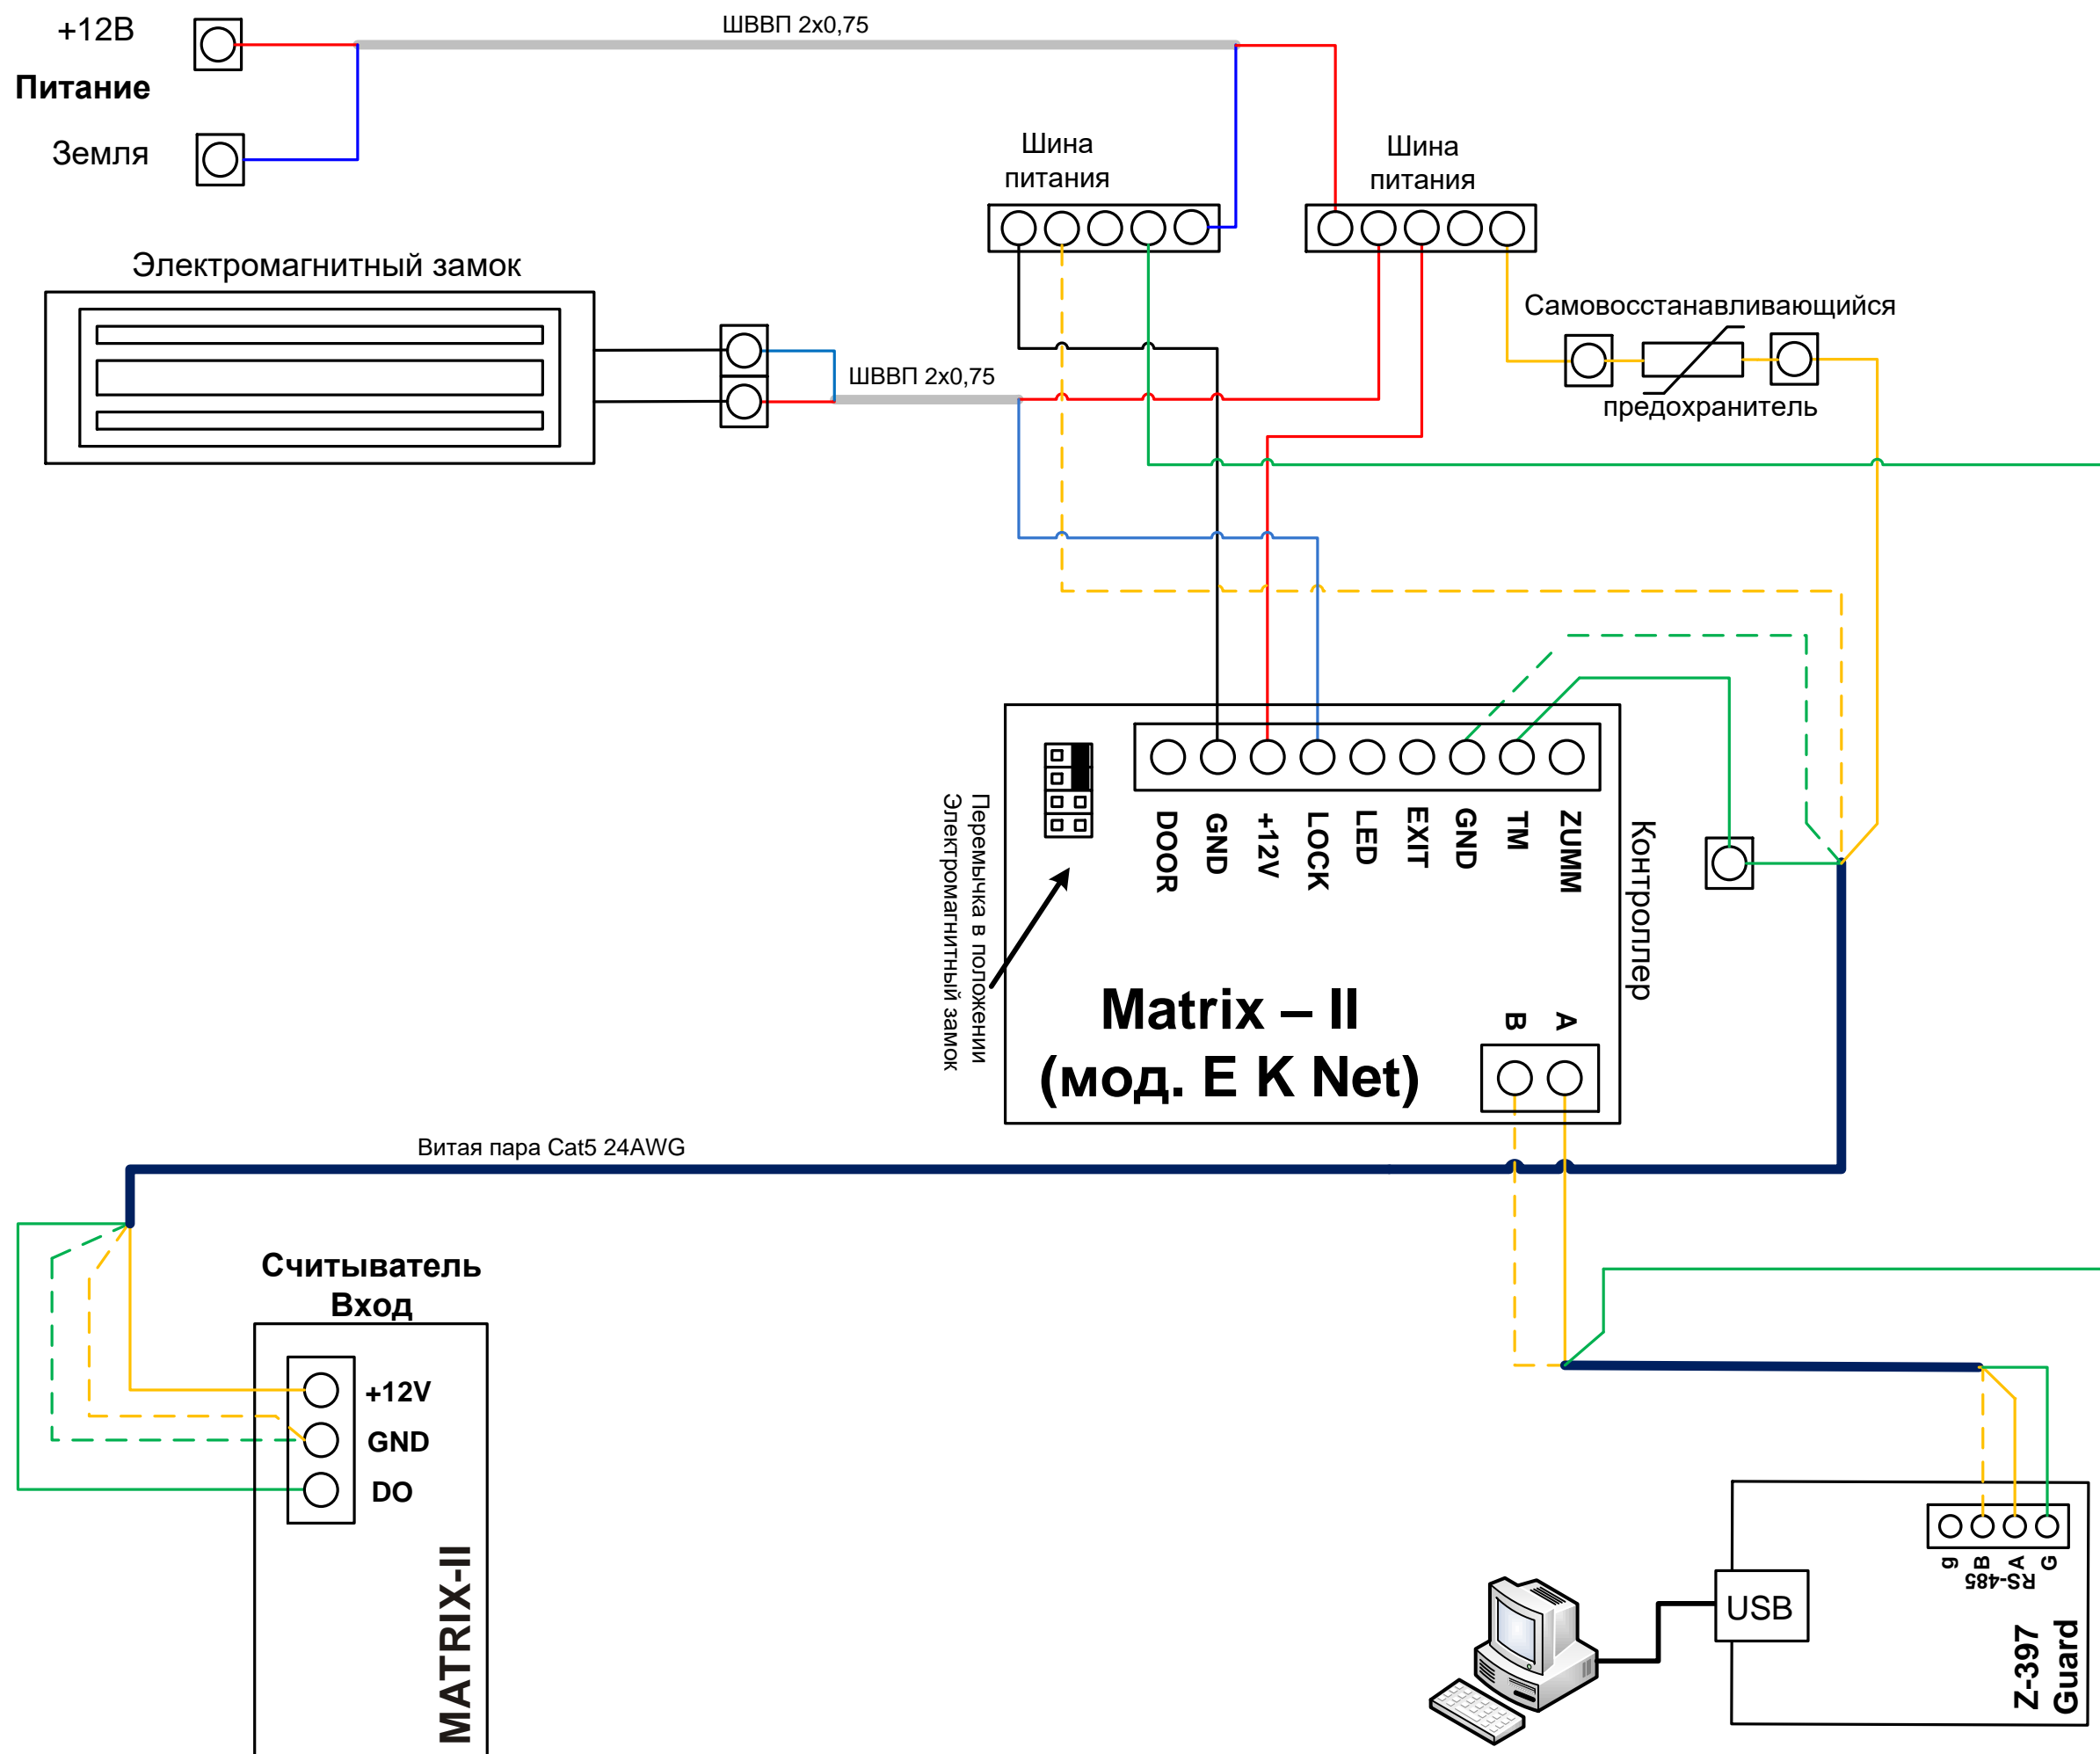 +12В
ШВВП 2х0,75
Питание
Земля
Шина
питания
Шина
питания
Электромагнитный замок
Самовосстанавливающийся
предохранитель
ШВВП 2х0,75
DOOR
GND
+12V
LOCK
LED
EXIT
GND
TM
ZUMM
Контроллер
Перемычка в положении
Электромагнитный замок
Matrix – II
(мод. E K Net)
B
A
Витая пара Cat5 24AWG
Считыватель
Вход
+12V
GND
DO
MATRIX-II
g
B
A
G
RS-485
USB
Z-397
Guard